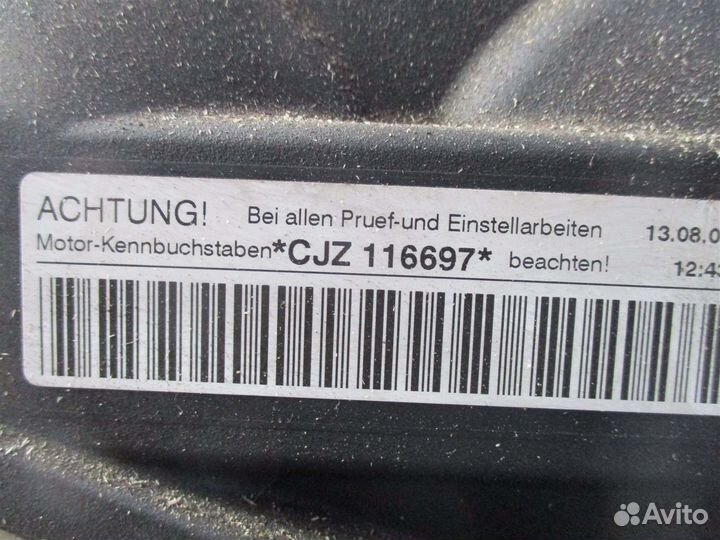 ACHTUNG! Bei allen Pruef-und Einstellarbeiten 13.08.0
Motor-Kennbuchstaben *CJZ 116697* beachten! 12:4
Avito